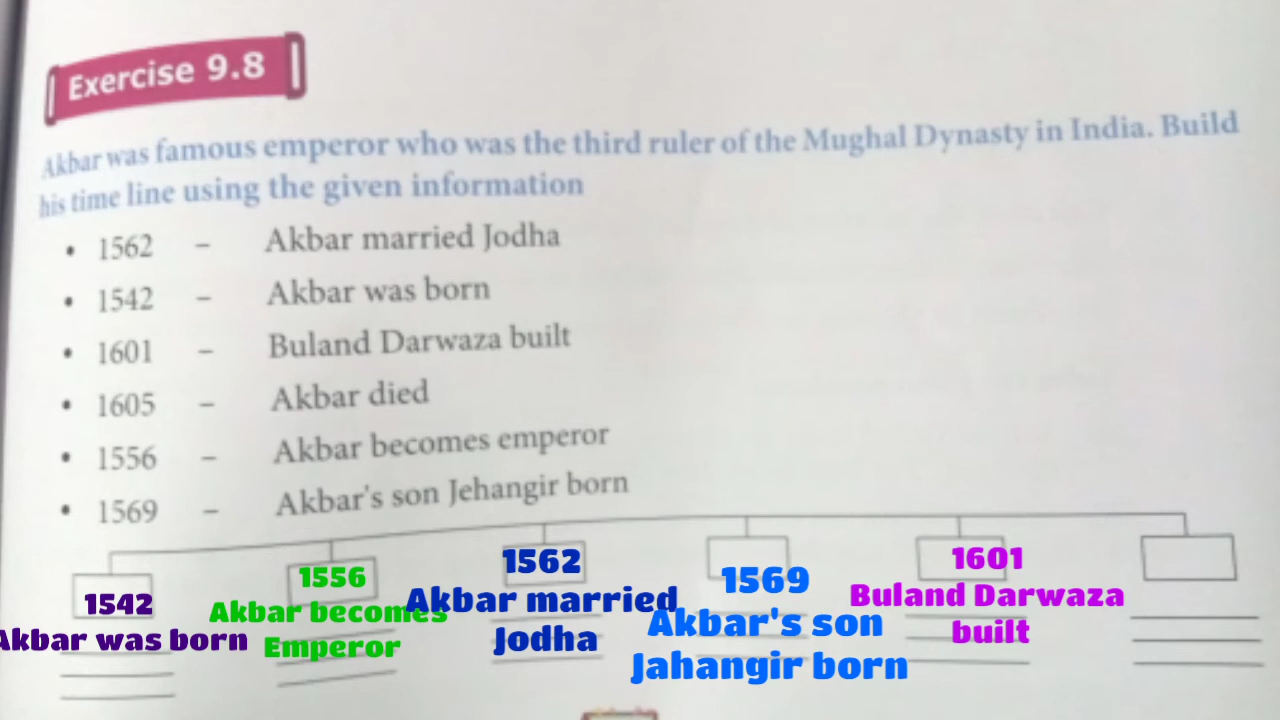 Exercise 9.8
Akbar was famous emperor who was the third ruler of the Mughal Dynasty in India. Build
his time line using the given information
• 1562 – Akbar married Jodha
• 1542 – Akbar was born
• 1601 – Buland Darwaza built
• 1605 – Akbar died
• 1556 – Akbar becomes emperor
• 1569 – Akbar's son Jehangir born
1542
Akbar was born
1556
Akbar becomes
Emperor
1562
Akbar married
Jodha
1569
Akbar's son
Jahangir born
1601
Buland Darwaza
built